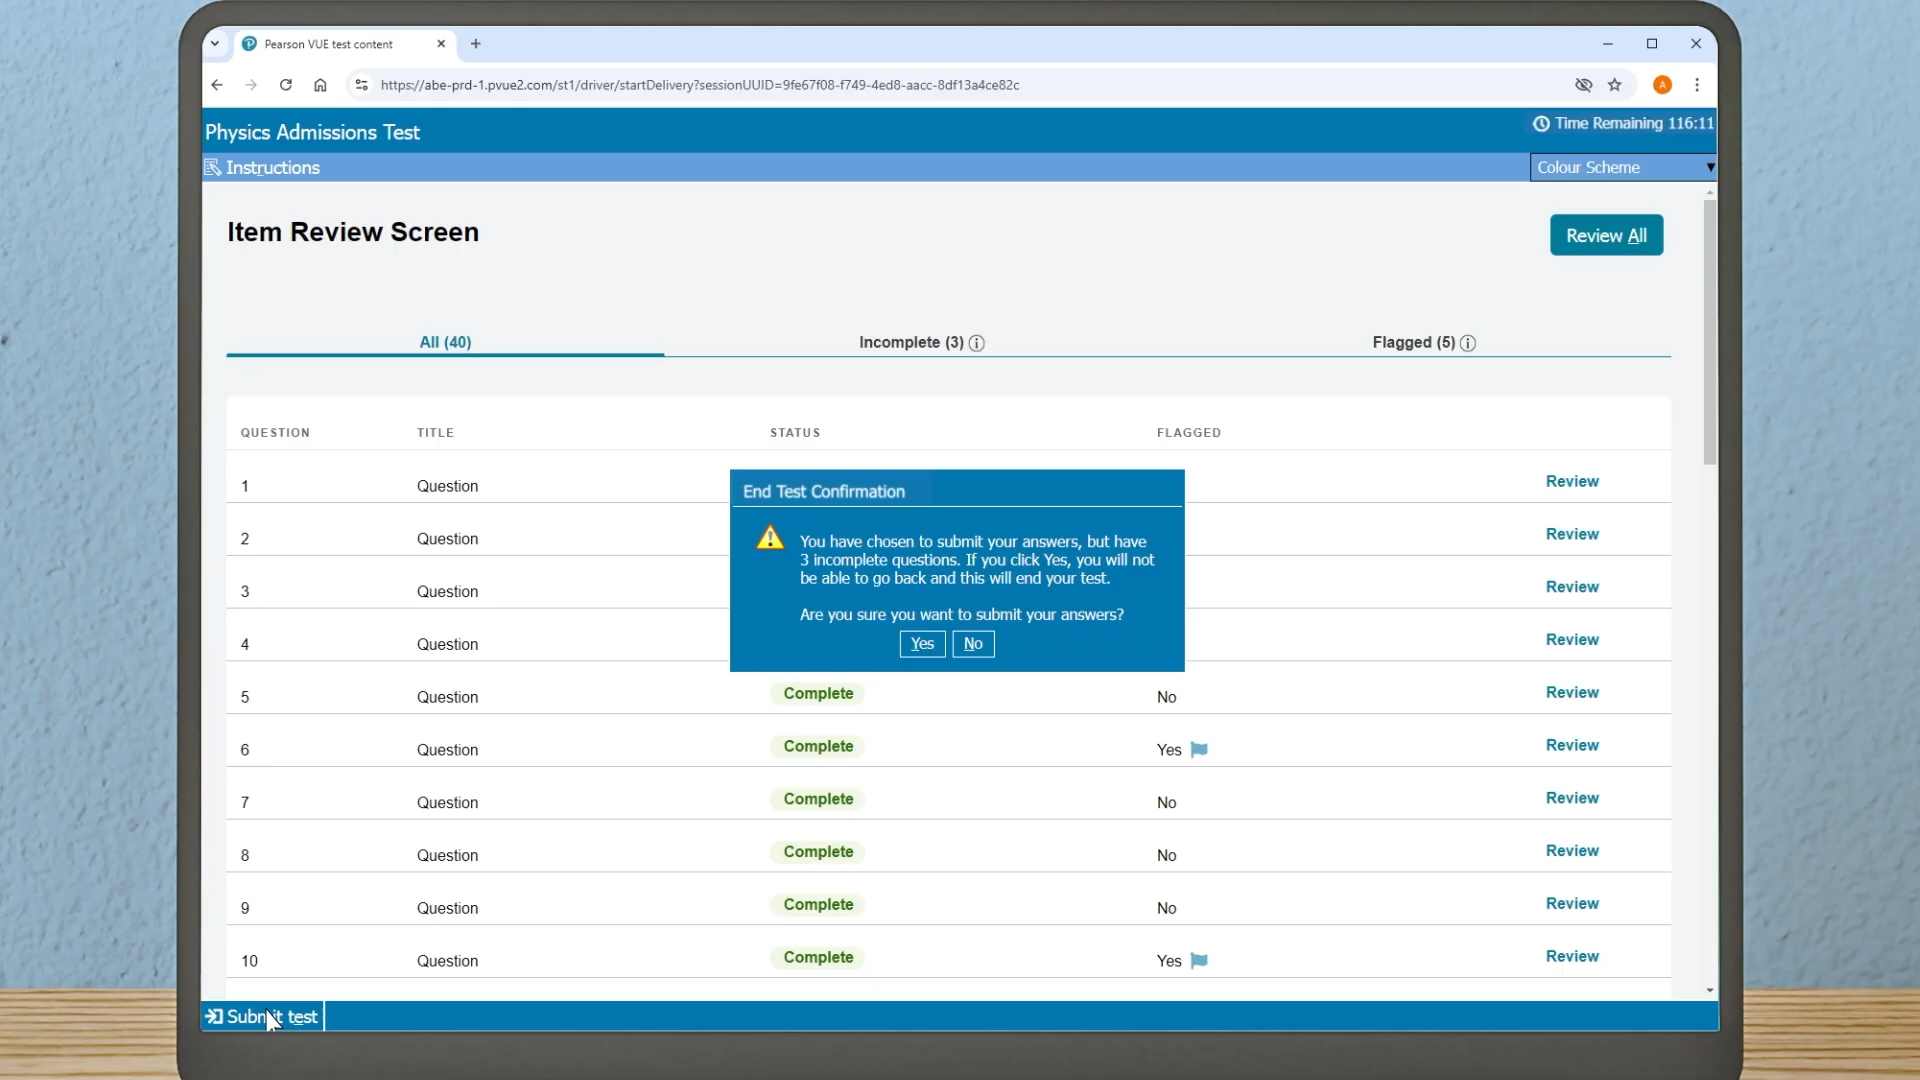 Pearson VUE test content
https://abe-prd-1.pvue2.com/st1/driver/startDelivery?sessionUUID=9fe67f08-f749-4ed8-aacc-8df13a4ce82c
A
Physics Admissions Test
Time Remaining 116:11
Instructions
Colour Scheme
Item Review Screen
Review All
All (40)
Incomplete (3)
Flagged (5)
QUESTION TITLE STATUS FLAGGED
1 Question Review
2 Question Review
3 Question Review
4 Question Review
End Test Confirmation
You have chosen to submit your answers, but have
3 incomplete questions. If you click Yes, you will not
be able to go back and this will end your test.
Are you sure you want to submit your answers?
Yes No
5 Question Complete No Review
6 Question Complete Yes Review
7 Question Complete No Review
8 Question Complete No Review
9 Question Complete No Review
10 Question Complete Yes Review
Submit test